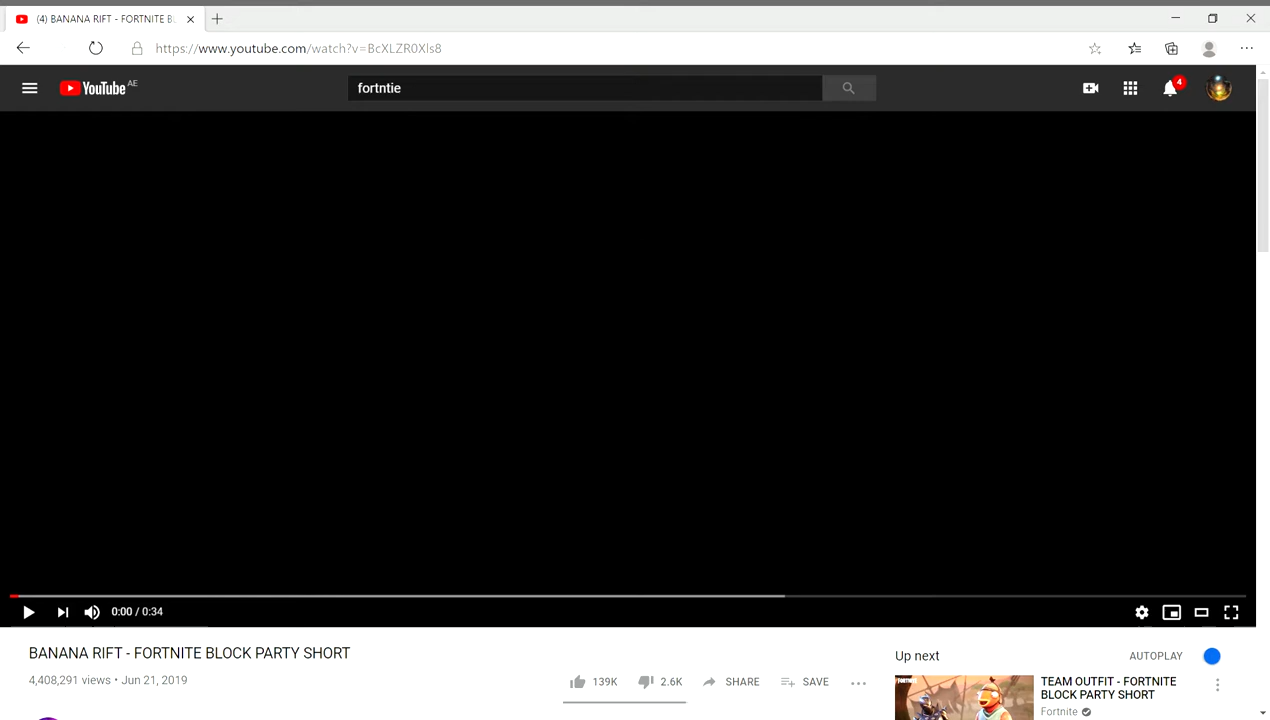 (4) BANANA RIFT - FORTNITE B
https://www.youtube.com/watch?v=BcXLZR0XIs8
YouTube AE
fortntie
4
0:00 / 0:34
BANANA RIFT - FORTNITE BLOCK PARTY SHORT
4,408,291 views • Jun 21, 2019
139K
2.6K
SHARE
SAVE
Up next
AUTOPLAY
FORTNITE
TEAM OUTFIT - FORTNITE
BLOCK PARTY SHORT
Fortnite